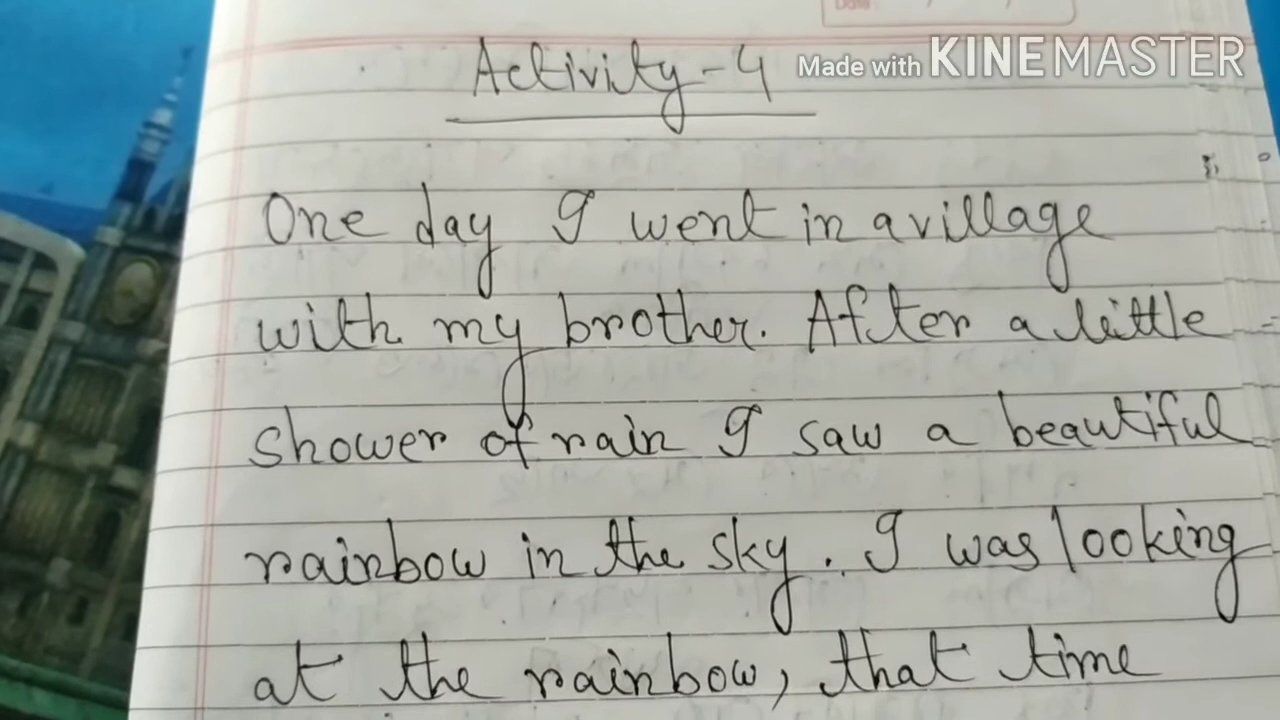 Date
Activity-4
Made with KINEMASTER
One day I went in a village
with my brother. After a little
shower of rain I saw a beautiful
rainbow in the sky. I was looking
at the rainbow, that time